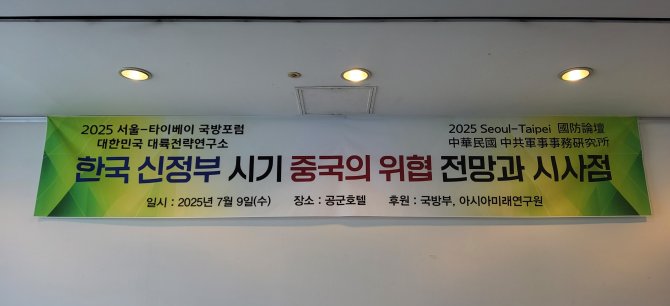 2025 서울-타이베이 국방포럼
대한민국 대륙전략연구소
2025 Seoul-Taipei 國防論壇
中華民國 中共軍事事務研究所
한국 신정부 시기 중국의 위협 전망과 시사점
일시 : 2025년 7월 9일(수) 장소 : 공군호텔 후원 : 국방부, 아시아미래연구원